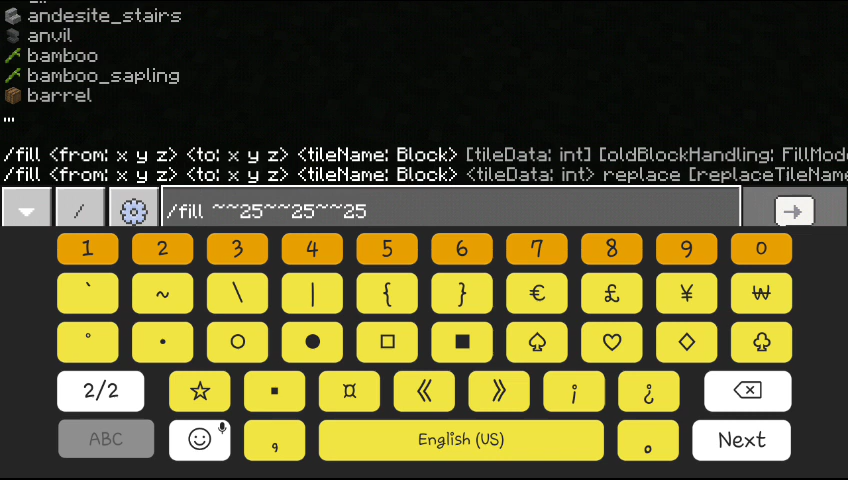 andesite_stairs
anvil
bamboo
bamboo_sapling
barrel
...
/fill <from: x y z> <to: x y z> <tileName: Block> [tileData: int] [oldBlockHandling: FillMod
/fill <from: x y z> <to: x y z> <tileName: Block> <tileData: int> replace [replaceTileName
/ /fill ~~25~~25~~25
1 2 3 4 5 6 7 8 9 0
` ~ \ | { } € £ ¥ ₩
° • ○ ● □ ■ ♤ ♡ ◇ ♧
2/2 ☆ ▪ ¤ 《 》 ¡ ¿
ABC , English (US) . Next